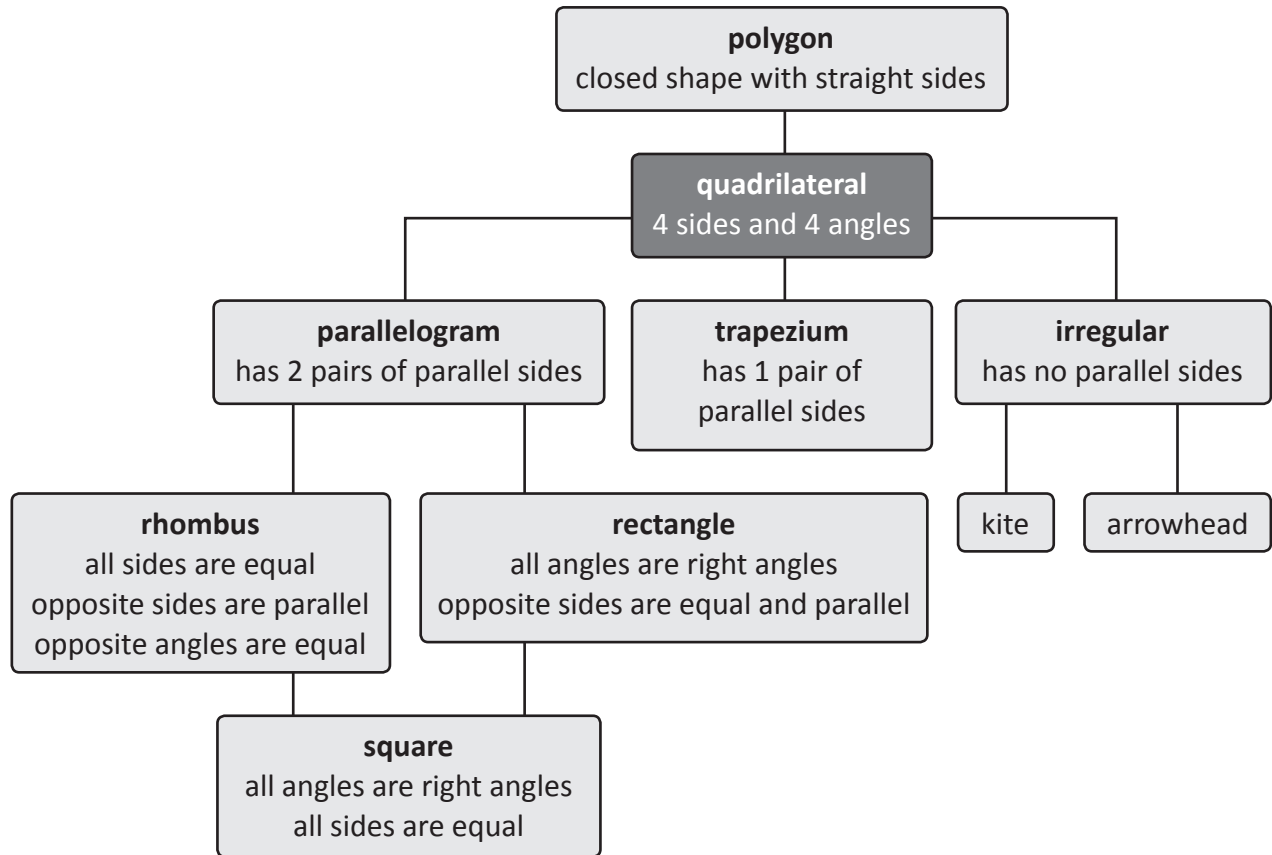 polygon
closed shape with straight sides
quadrilateral
4 sides and 4 angles
parallelogram
has 2 pairs of parallel sides
trapezium
has 1 pair of
parallel sides
irregular
has no parallel sides
rhombus
all sides are equal
opposite sides are parallel
opposite angles are equal
rectangle
all angles are right angles
opposite sides are equal and parallel
kite
arrowhead
square
all angles are right angles
all sides are equal